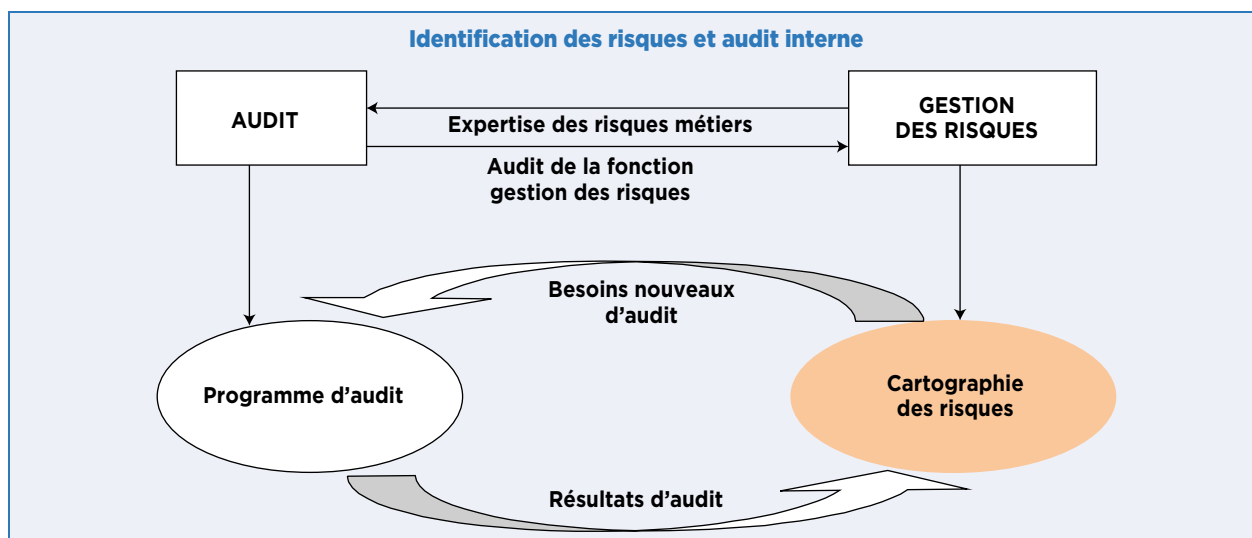 Identification des risques et audit interne
AUDIT
GESTION
DES RISQUES
Expertise des risques métiers
Audit de la fonction
gestion des risques
Besoins nouveaux
d’audit
Programme d’audit
Cartographie
des risques
Résultats d’audit